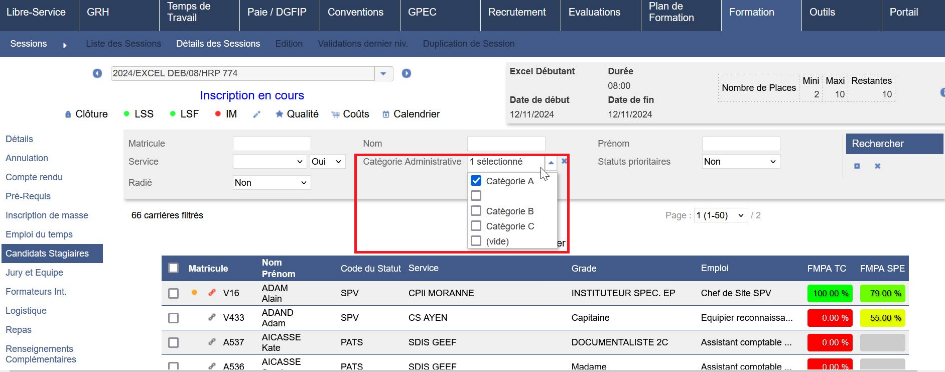 Libre-Service GRH Temps de Travail Paie / DGFIP Conventions GPEC Recrutement Evaluations Plan de Formation Formation Outils Portail
Sessions Liste des Sessions Détails des Sessions Edition Validations dernier niv. Duplication de Session
2024/EXCEL DEB/08/HRP 774
Inscription en cours
Clôture LSS LSF IM Qualité Coûts Calendrier
Excel Débutant Durée
08:00
Date de début Date de fin
12/11/2024 12/11/2024
Nombre de Places Mini Maxi Restantes
2 10 10
Détails
Annulation
Compte rendu
Pré-Requis
Inscription de masse
Emploi du temps
Candidats Stagiaires
Jury et Equipe
Formateurs Int.
Logistique
Repas
Renseignements
Complémentaires
Matricule Nom Prénom Rechercher
Service Oui Catégorie Administrative 1 sélectionné Statuts prioritaires Non
Radié Non
Catégorie A
Catégorie B
Catégorie C
(vide)
66 carrières filtrés Page : 1 (1-50) / 2
er
Matricule Nom Prénom Code du Statut Service Grade Emploi FMPA TC FMPA SPE
V16 ADAM Alain SPV CPII MORANNE INSTITUTEUR SPEC. EP Chef de Site SPV 100.00 % 79.00 %
V433 ADAND Adam SPV CS AYEN Capitaine Equipier reconnaissa... 0.00 % 55.00 %
A537 AICASSE Kate PATS SDIS GEEF DOCUMENTALISTE 2C Assistant comptable ... 0.00 %
A536 AICASSE PATS SDIS GEEF Madame Assistant comptable ... 0.00 %